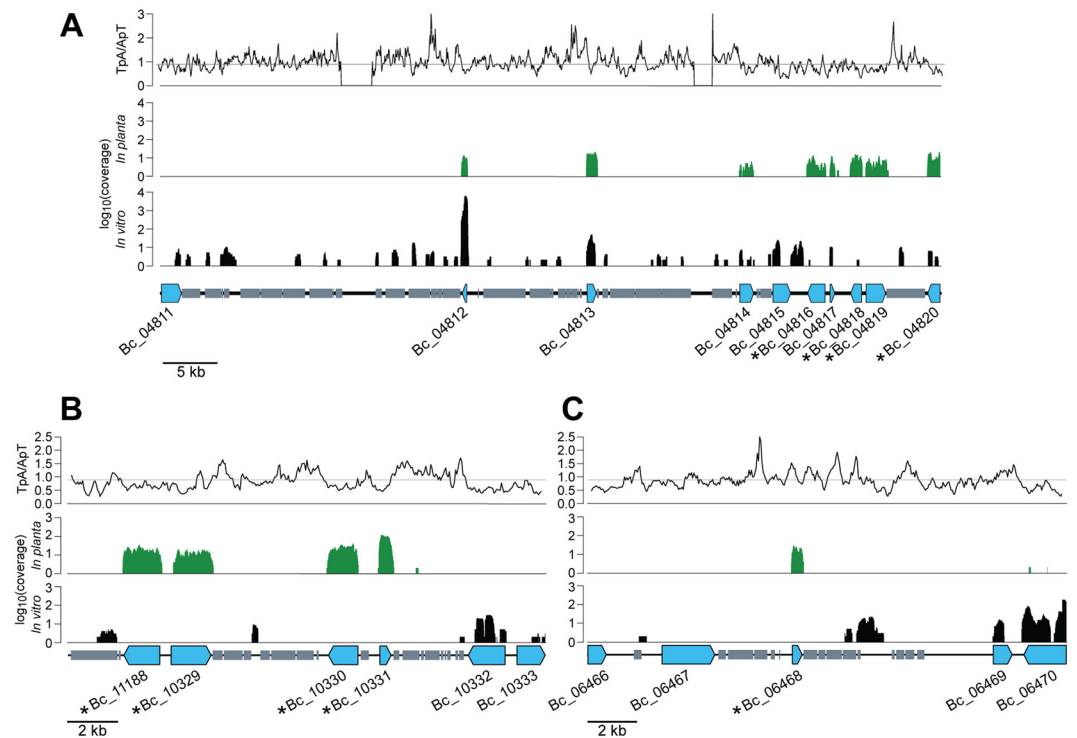 A
TpA/ApT
3
2
1
0
log10(coverage)
In planta
4
3
2
1
0
In vitro
4
3
2
1
0
Bc_04811
Bc_04812
Bc_04813
Bc_04814
Bc_04815
*Bc_04816
Bc_04817
*Bc_04818
*Bc_04819
*Bc_04820
5 kb
B
TpA/ApT
2.5
2.0
1.5
1.0
0.5
0.0
log10(coverage)
In planta
3
2
1
0
In vitro
3
2
1
0
*Bc_11188
*Bc_10329
*Bc_10330
*Bc_10331
Bc_10332
Bc_10333
2 kb
C
2.5
2.0
1.5
1.0
0.5
0.0
3
2
1
0
3
2
1
0
Bc_06466
Bc_06467
*Bc_06468
Bc_06469
Bc_06470
2 kb